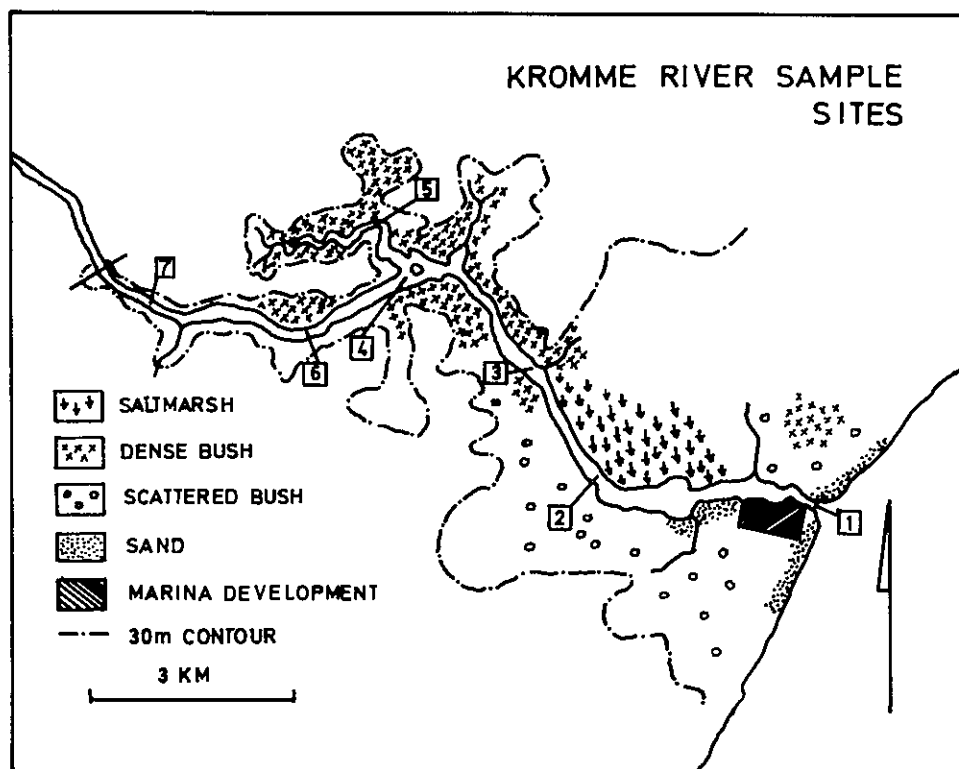 KROMME RIVER SAMPLE
SITES
5
7
4
6
3
2
1
SALTMARSH
DENSE BUSH
SCATTERED BUSH
SAND
MARINA DEVELOPMENT
30m CONTOUR
3 KM